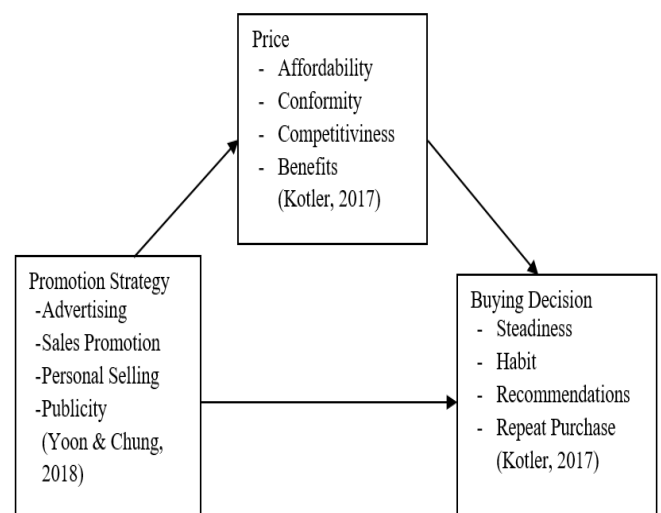 Price
- Affordability
- Conformity
- Competitiviness
- Benefits
(Kotler, 2017)
Promotion Strategy
-Advertising
-Sales Promotion
-Personal Selling
-Publicity
(Yoon & Chung,
2018)
Buying Decision
- Steadiness
- Habit
- Recommendations
- Repeat Purchase
(Kotler, 2017)